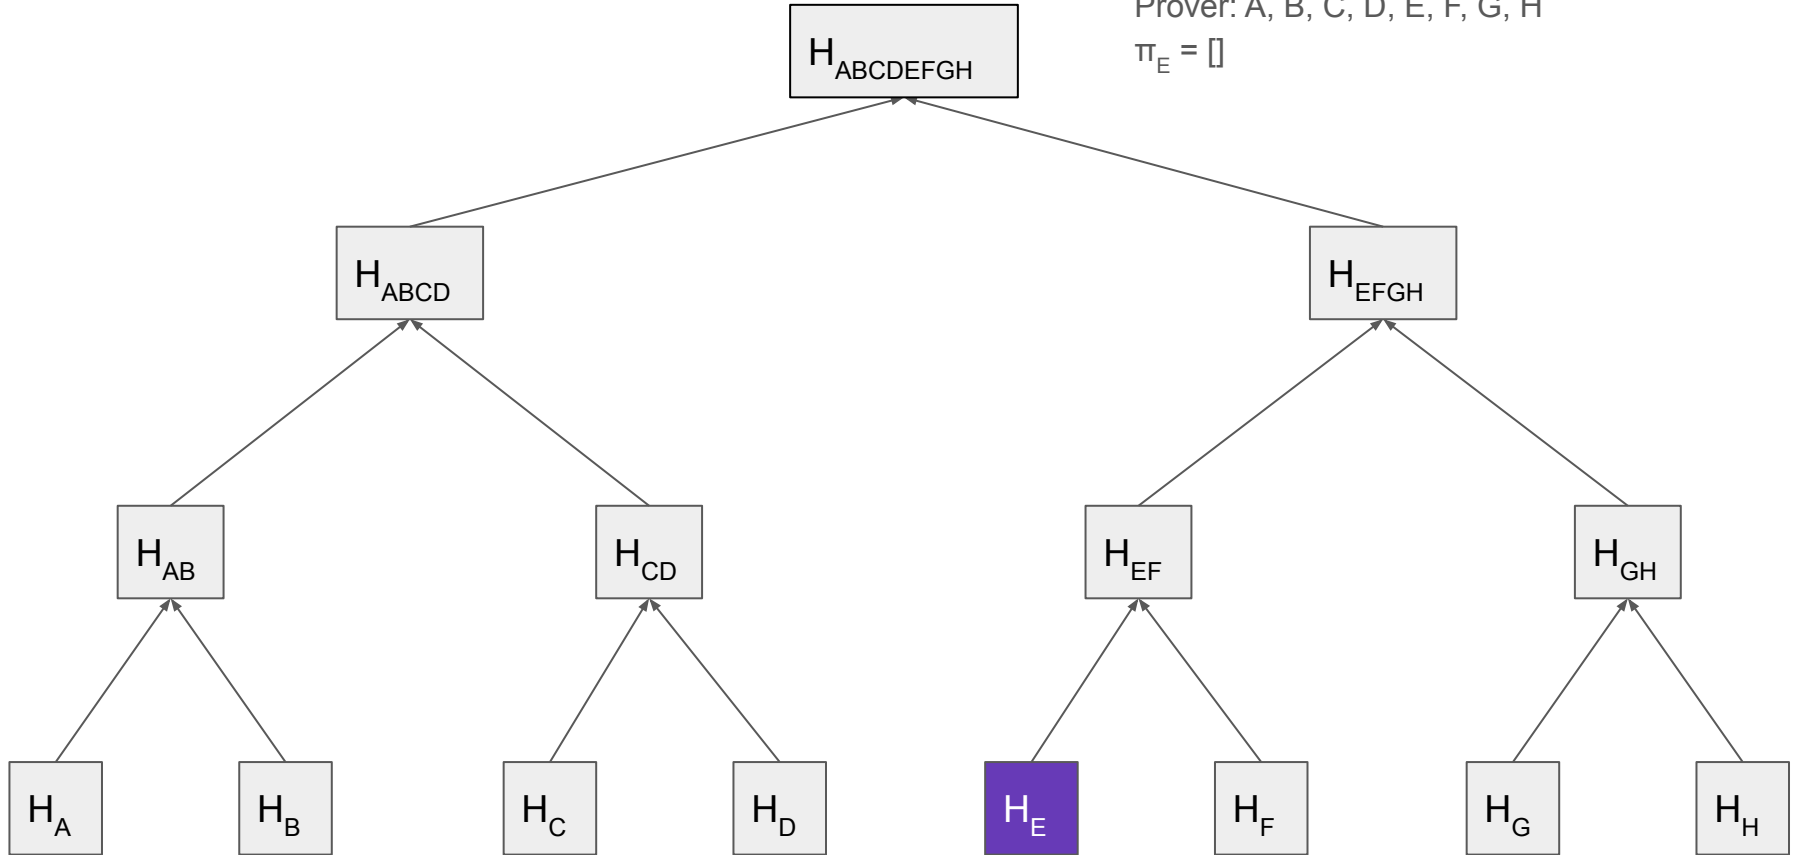 Prover: A, B, C, D, E, F, G, H
π_E = []
H_ABCDEFGH
H_ABCD
H_EFGH
H_AB
H_CD
H_EF
H_GH
H_A
H_B
H_C
H_D
H_E
H_F
H_G
H_H